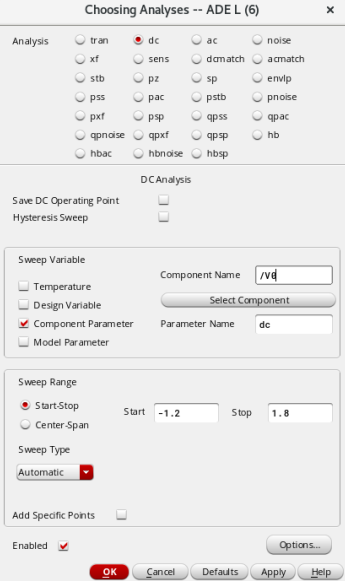 Choosing Analyses -- ADE L (6)
×
Analysis tran dc ac noise
xf sens dcmatch acmatch
stb pz sp envlp
pss pac pstb pnoise
pxf psp qpss qpac
qpnoise qpxf qpsp hb
hbac hbnoise hbsp
DC Analysis
Save DC Operating Point
Hysteresis Sweep
Sweep Variable
Temperature
Design Variable
Component Parameter
Model Parameter
Component Name /V0
Select Component
Parameter Name dc
Sweep Range
Start-Stop
Center-Span
Start -1.2 Stop 1.8
Sweep Type
Automatic
Add Specific Points
Enabled
Options...
OK Cancel Defaults Apply Help